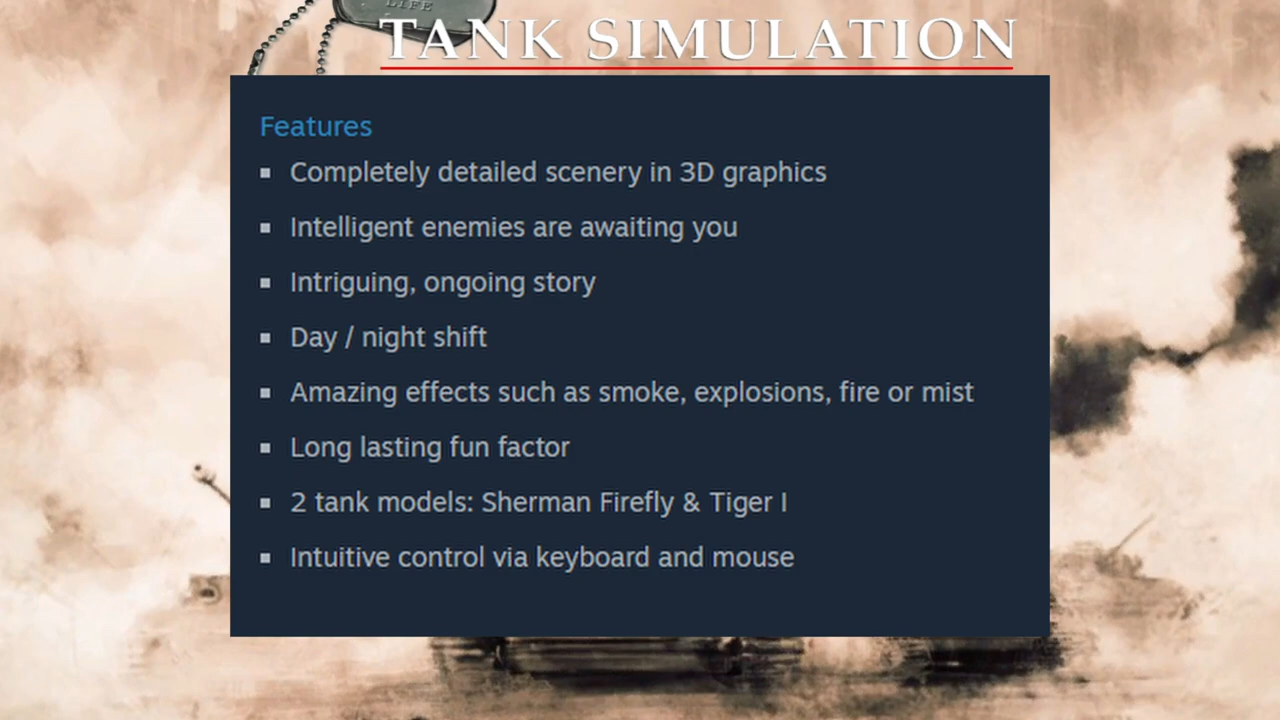 LIFE
TANK SIMULATION
Features
▪ Completely detailed scenery in 3D graphics
▪ Intelligent enemies are awaiting you
▪ Intriguing, ongoing story
▪ Day / night shift
▪ Amazing effects such as smoke, explosions, fire or mist
▪ Long lasting fun factor
▪ 2 tank models: Sherman Firefly & Tiger I
▪ Intuitive control via keyboard and mouse